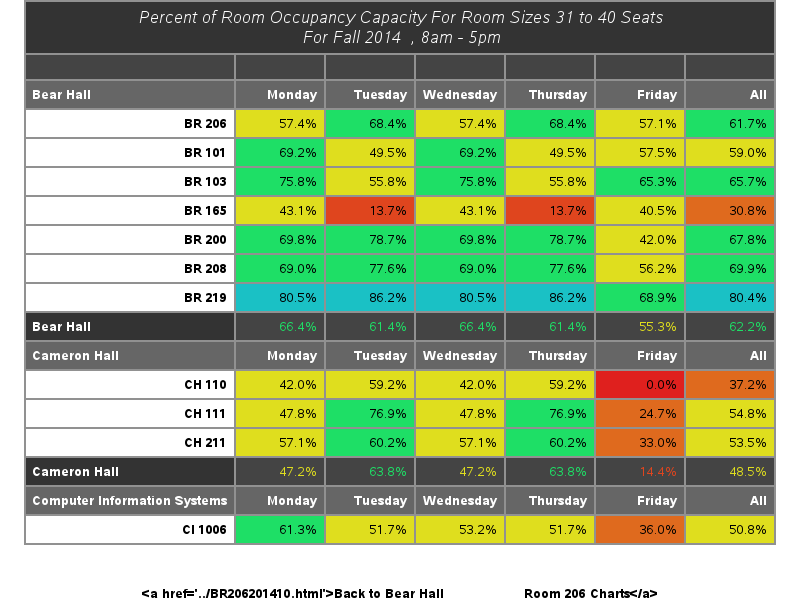 Percent of Room Occupancy Capacity For Room Sizes 31 to 40 Seats
For Fall 2014 , 8am - 5pm
Bear Hall Monday Tuesday Wednesday Thursday Friday All
BR 206 57.4% 68.4% 57.4% 68.4% 57.1% 61.7%
BR 101 69.2% 49.5% 69.2% 49.5% 57.5% 59.0%
BR 103 75.8% 55.8% 75.8% 55.8% 65.3% 65.7%
BR 165 43.1% 13.7% 43.1% 13.7% 40.5% 30.8%
BR 200 69.8% 78.7% 69.8% 78.7% 42.0% 67.8%
BR 208 69.0% 77.6% 69.0% 77.6% 56.2% 69.9%
BR 219 80.5% 86.2% 80.5% 86.2% 68.9% 80.4%
Bear Hall 66.4% 61.4% 66.4% 61.4% 55.3% 62.2%
Cameron Hall Monday Tuesday Wednesday Thursday Friday All
CH 110 42.0% 59.2% 42.0% 59.2% 0.0% 37.2%
CH 111 47.8% 76.9% 47.8% 76.9% 24.7% 54.8%
CH 211 57.1% 60.2% 57.1% 60.2% 33.0% 53.5%
Cameron Hall 47.2% 63.8% 47.2% 63.8% 14.4% 48.5%
Computer Information Systems Monday Tuesday Wednesday Thursday Friday All
CI 1006 61.3% 51.7% 53.2% 51.7% 36.0% 50.8%
<a href='../BR206201410.html'>Back to Bear Hall Room 206 Charts</a>